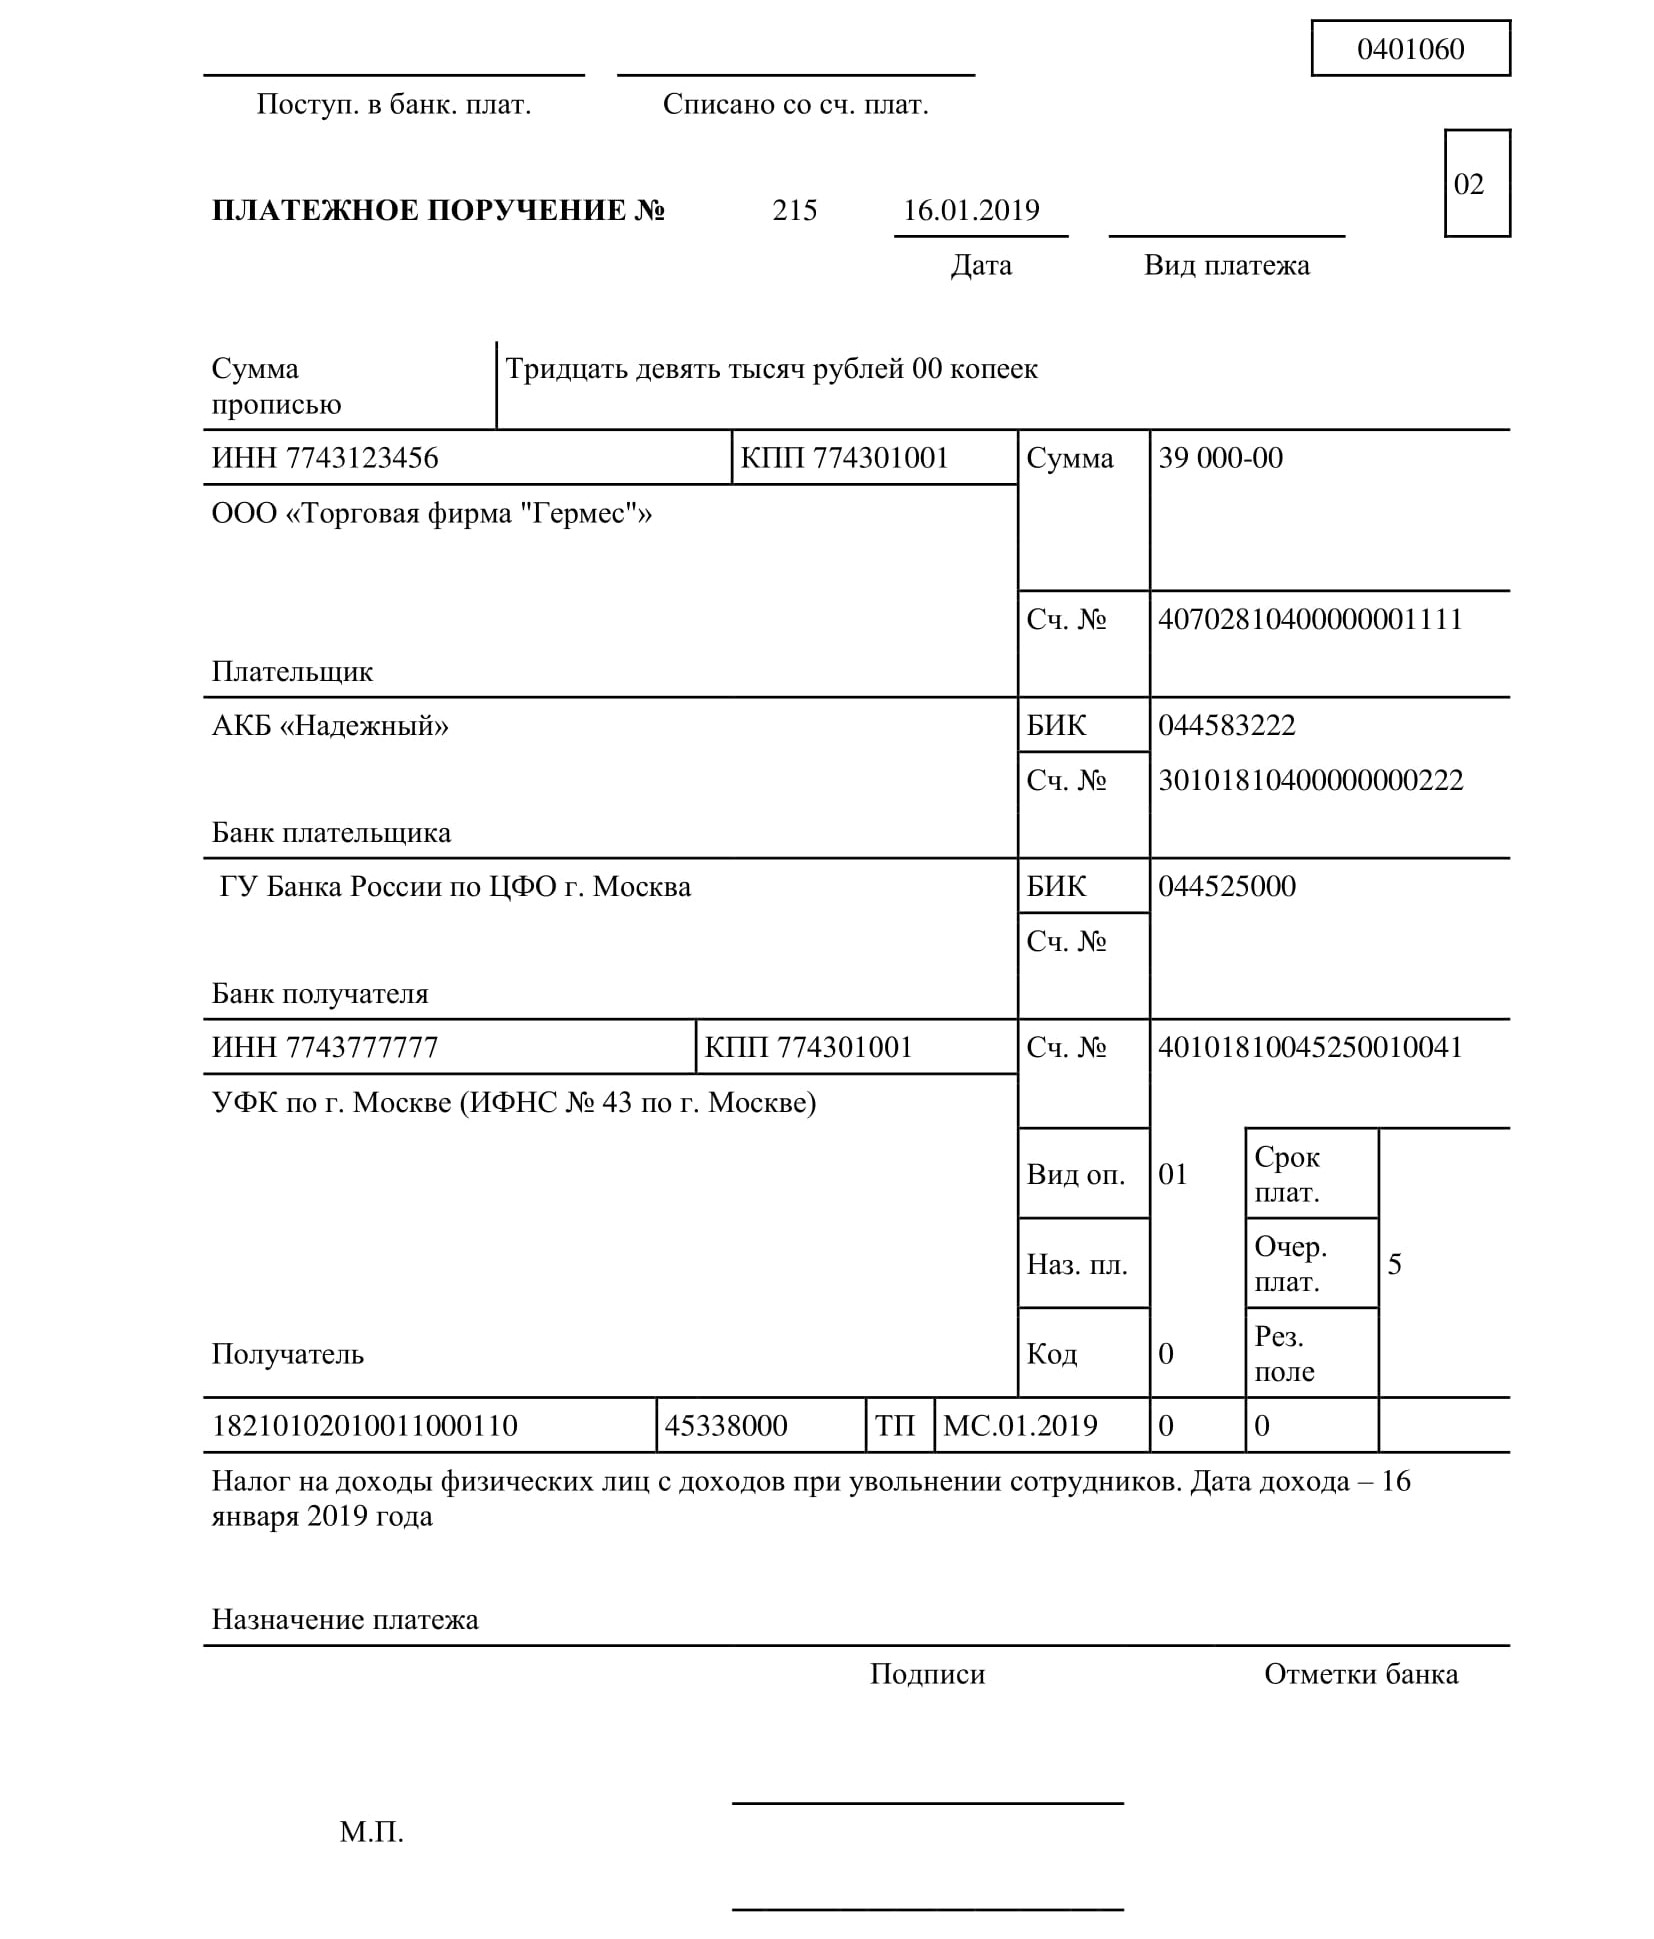 0401060
Поступ. в банк. плат. Списано со сч. плат.
02
ПЛАТЕЖНОЕ ПОРУЧЕНИЕ № 215 16.01.2019
Дата Вид платежа
Сумма Тридцать девять тысяч рублей 00 копеек
прописью
ИНН 7743123456 КПП 774301001 Сумма 39 000-00
ООО «Торговая фирма "Гермес"»
Сч. № 40702810400000001111
Плательщик
АКБ «Надежный» БИК 044583222
Сч. № 30101810400000000222
Банк плательщика
ГУ Банка России по ЦФО г. Москва БИК 044525000
Сч. №
Банк получателя
ИНН 7743777777 КПП 774301001 Сч. № 40101810045250010041
УФК по г. Москве (ИФНС № 43 по г. Москве)
Вид оп. 01 Срок
плат.
Наз. пл. Очер. 5
плат.
Получатель Код 0 Рез.
поле
18210102010011000110 45338000 ТП МС.01.2019 0 0
Налог на доходы физических лиц с доходов при увольнении сотрудников. Дата дохода – 16
января 2019 года
Назначение платежа
Подписи Отметки банка
М.П.